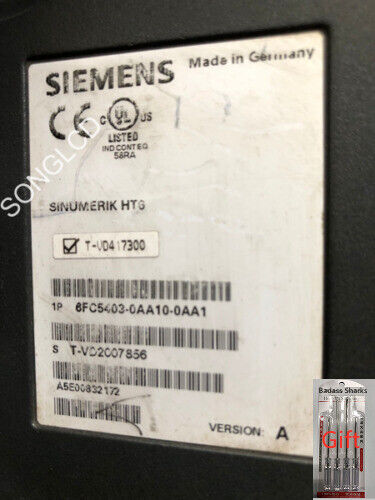 SIEMENS
Made in Germany
CE
C UL US
LISTED
IND CONT EQ
58RA
SINUMERIK HT6
T-VD417300
1P 6FC5403-0AA10-0AA1
S T-VD2007856
A5E00832172
VERSION: A
SONGLCD
Badass Sharks
Gift